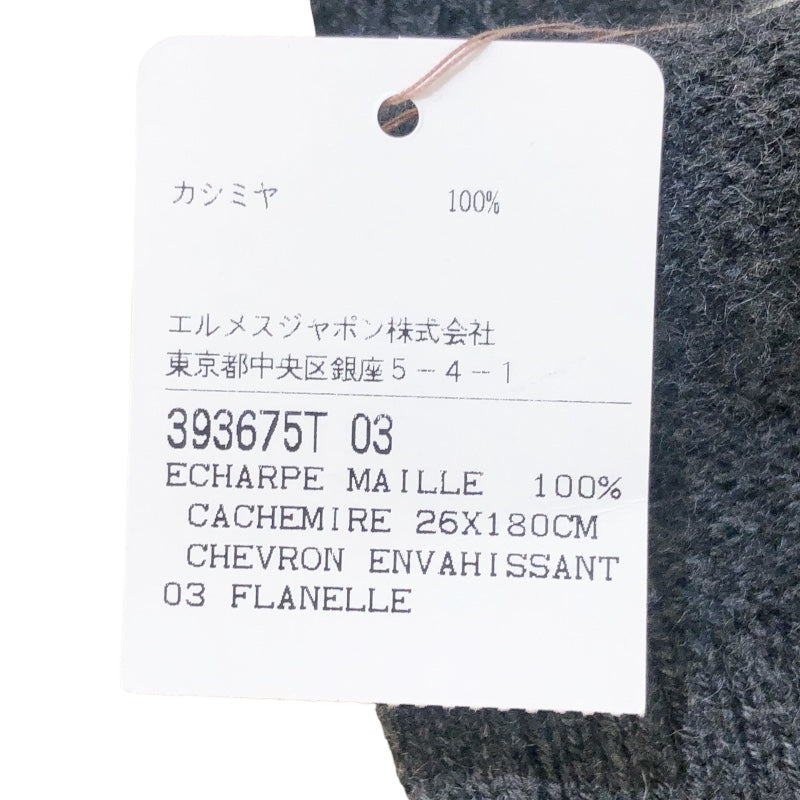 カシミヤ 100%
エルメスジャポン株式会社
東京都中央区銀座5-4-1
393675T 03
ECHARPE MAILLE 100%
CACHEMIRE 26X180CM
CHEVRON ENVAHISSANT
03 FLANELLE